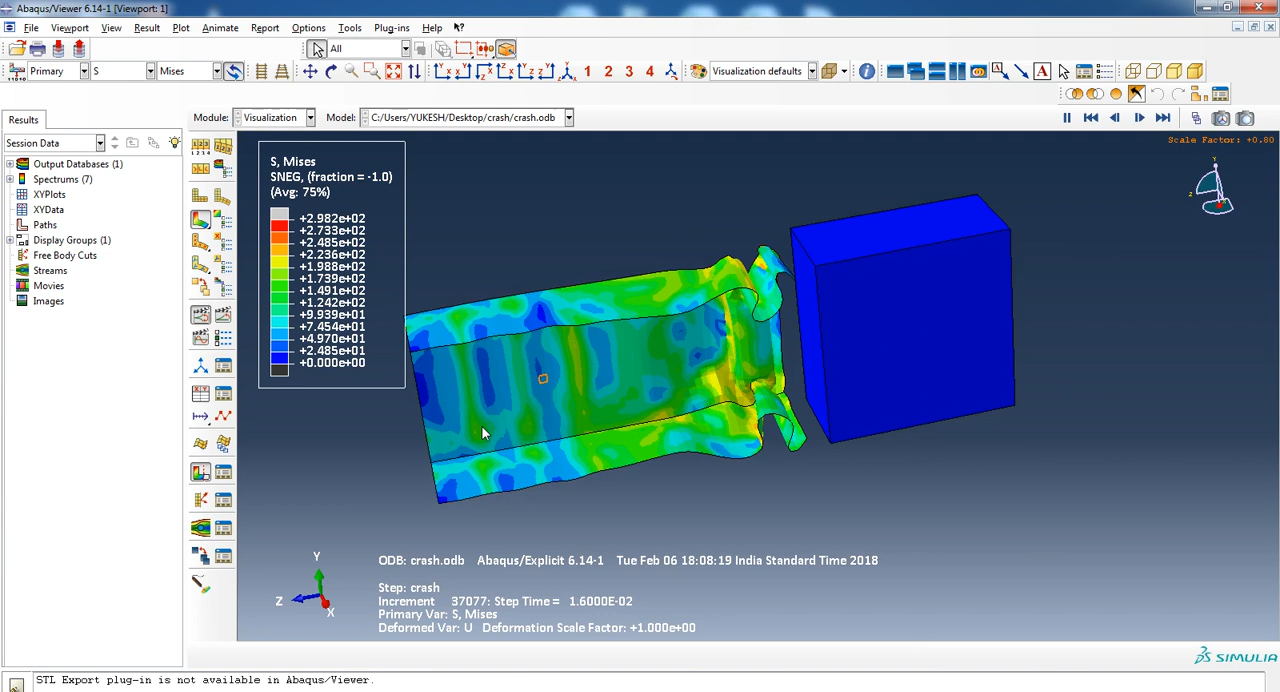 Abaqus/Viewer 6.14-1 [Viewport: 1]
File Viewport View Result Plot Animate Report Options Tools Plug-ins Help
All
Primary S Mises 1 2 3 4 Visualization defaults
Results Module: Visualization Model: C:/Users/YUKESH/Desktop/crash/crash.odb
Session Data
Output Databases (1)
Spectrums (7)
XYPlots
XYData
Paths
Display Groups (1)
Free Body Cuts
Streams
Movies
Images
Scale Factor: +0.80
S, Mises
SNEG, (fraction = -1.0)
(Avg: 75%)
+2.982e+02
+2.733e+02
+2.485e+02
+2.236e+02
+1.988e+02
+1.739e+02
+1.491e+02
+1.242e+02
+9.939e+01
+7.454e+01
+4.970e+01
+2.485e+01
+0.000e+00
Y
Z
X
ODB: crash.odb Abaqus/Explicit 6.14-1 Tue Feb 06 18:08:19 India Standard Time 2018
Step: crash
Increment 37077: Step Time = 1.6000E-02
Primary Var: S, Mises
Deformed Var: U Deformation Scale Factor: +1.000e+00
SIMULIA
STL Export plug-in is not available in Abaqus/Viewer.